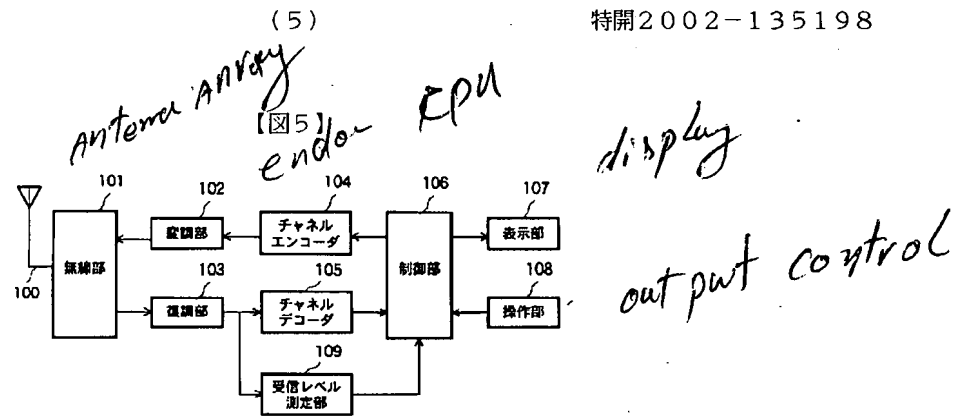 (5)
特開2002-135198
Antenna Array
【図5】
CPU
display
101
102
104
106
107
変調部
チャネル
エンコーダ
表示部
無線部
制御部
100
103
105
108
復調部
チャネル
デコーダ
操作部
output control
109
受信レベル
測定部